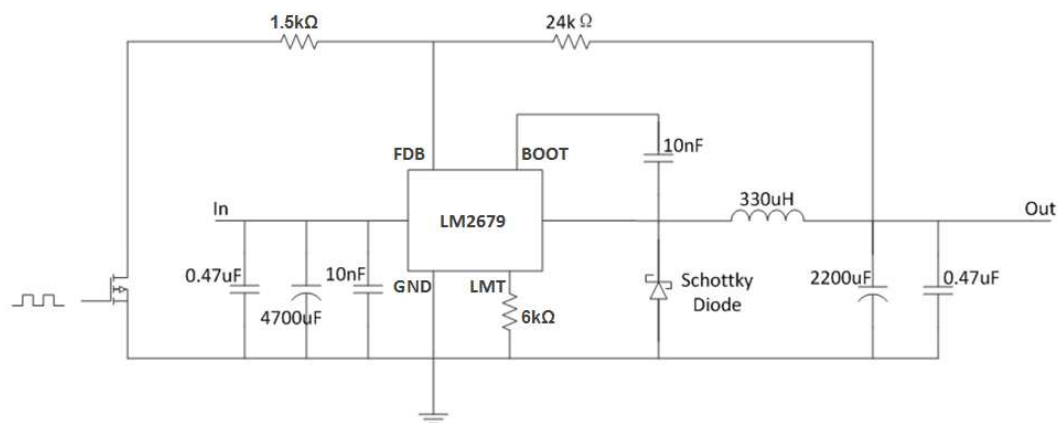 1.5kΩ
24k Ω
FDB
BOOT
10nF
In
LM2679
330uH
Out
0.47uF
10nF
GND
LMT
Schottky
Diode
2200uF
0.47uF
4700uF
6kΩ